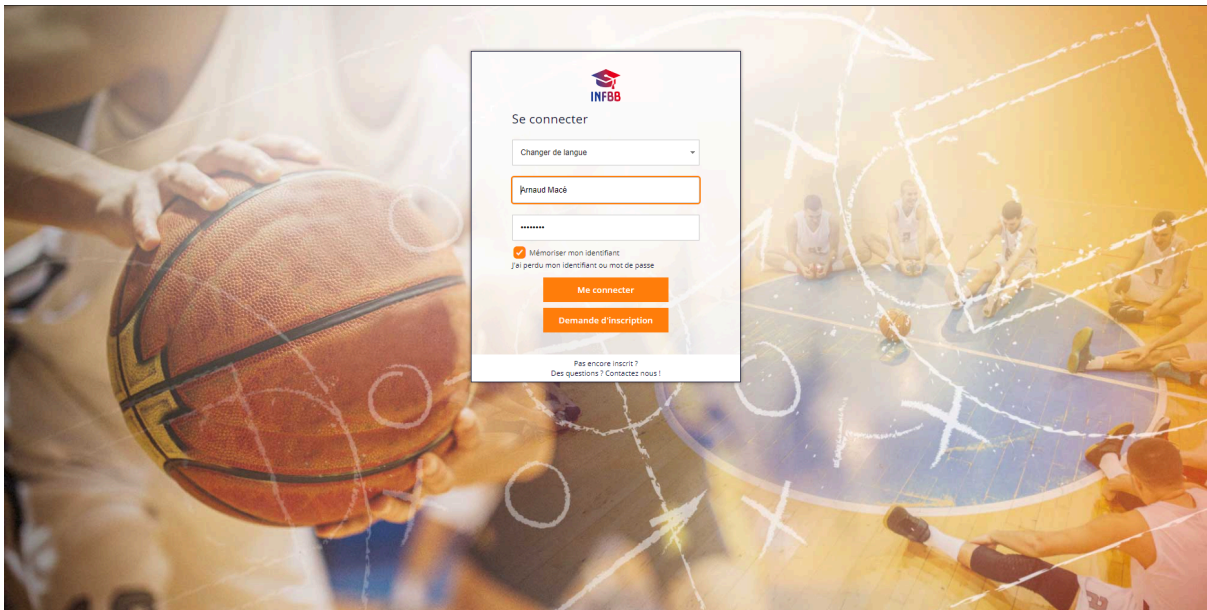 INFBB
Se connecter
Changer de langue
Arnaud Macé
••••••••
Mémoriser mon identifiant
J'ai perdu mon identifiant ou mot de passe
Me connecter
Demande d'inscription
Pas encore inscrit ?
Des questions ? Contactez nous !